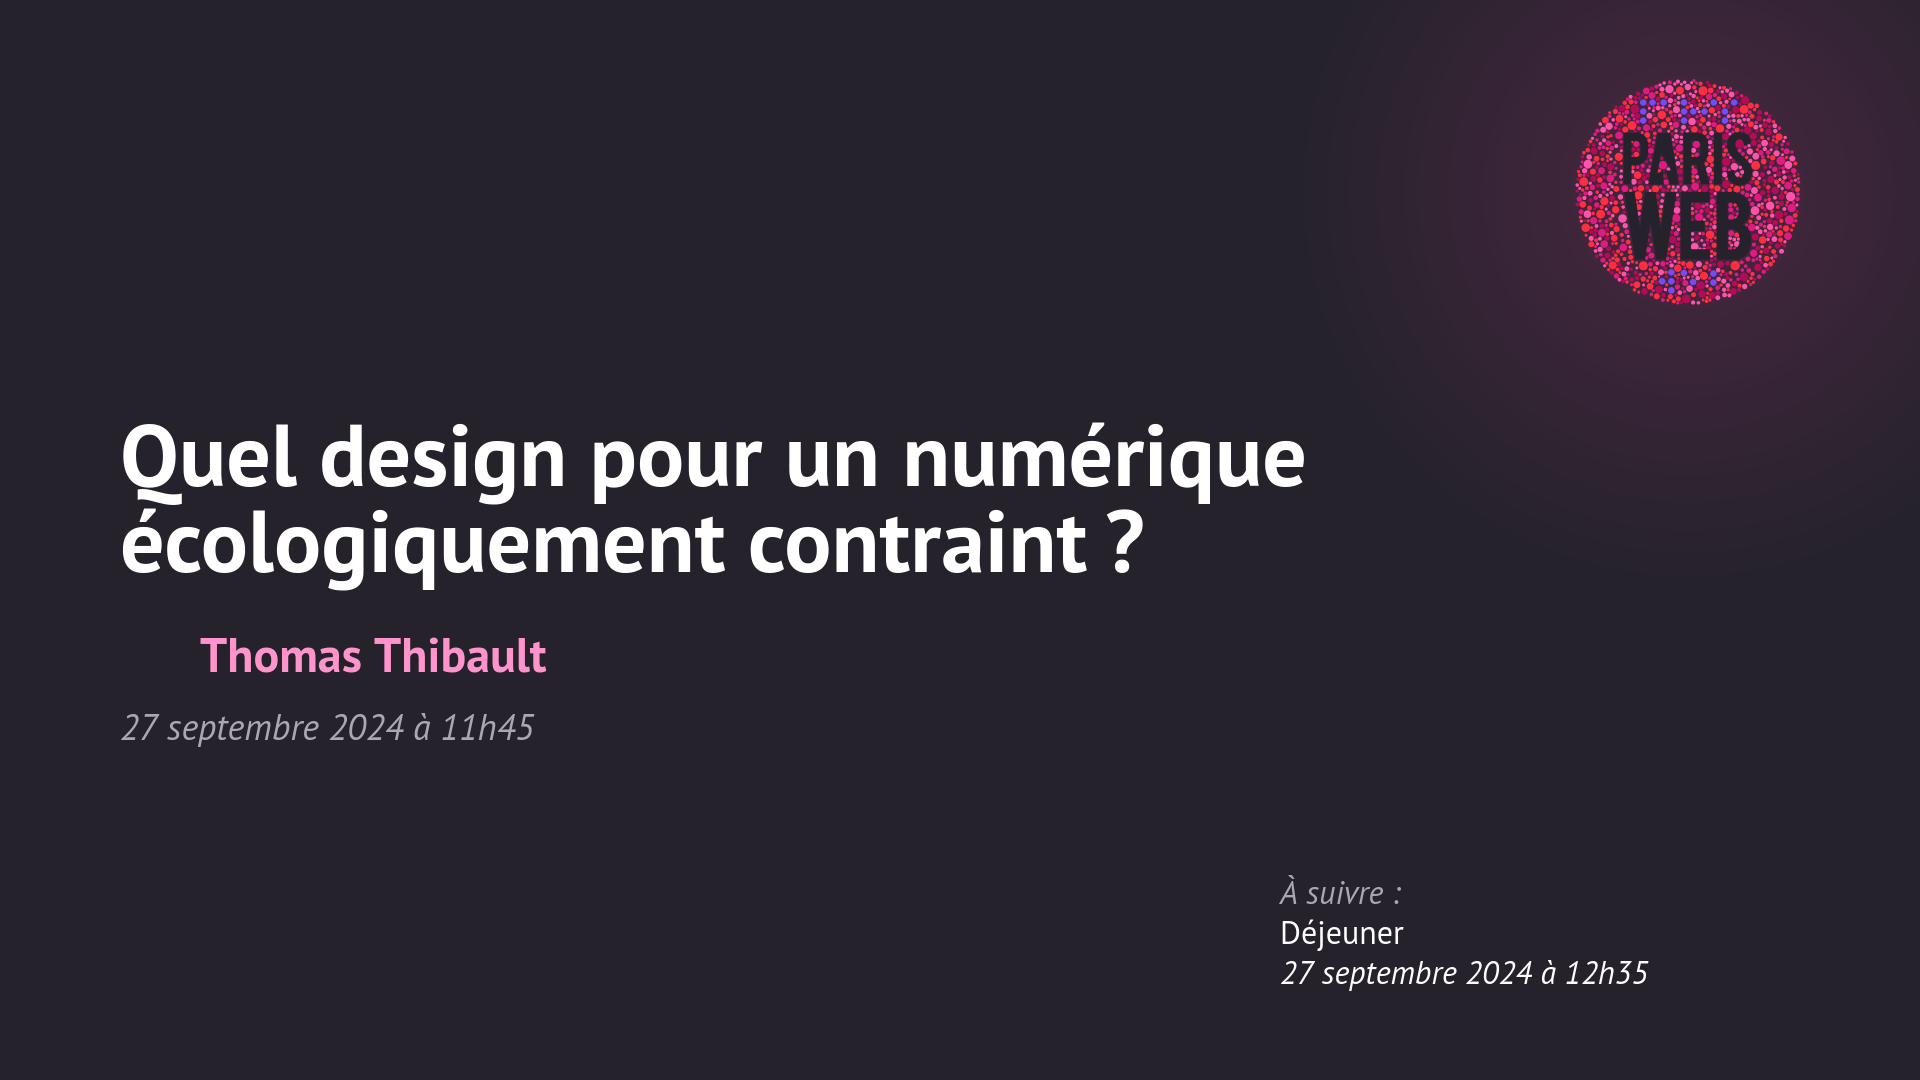 PARIS
WEB
Quel design pour un numérique
écologiquement contraint ?
Thomas Thibault
27 septembre 2024 à 11h45
À suivre :
Déjeuner
27 septembre 2024 à 12h35